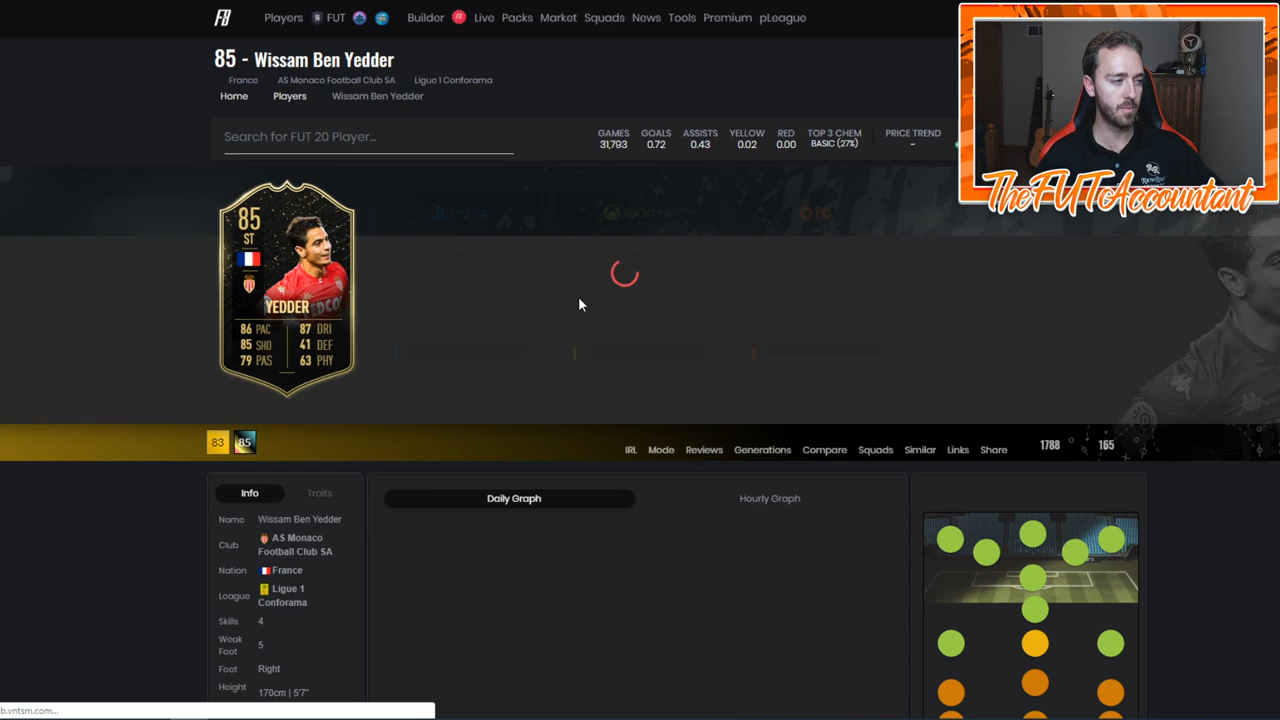 Players FUT Builder Live Packs Market Squads News Tools Premium pLeague
85 - Wissam Ben Yedder
France AS Monaco Football Club SA Ligue 1 Conforama
Home Players Wissam Ben Yedder
Search for FUT 20 Player...
GAMES GOALS ASSISTS YELLOW RED TOP 3 CHEM PRICE TREND
31,793 0.72 0.43 0.02 0.00 BASIC (27%) -
TheFUTAccountant
PS4 XBOX ONE PC
85
ST
YEDDER
86 PAC 87 DRI
85 SHO 41 DEF
79 PAS 63 PHY
83 85
IRL Mode Reviews Generations Compare Squads Similar Links Share 1788 165
Info Traits
Daily Graph Hourly Graph
Name Wissam Ben Yedder
Club AS Monaco
Football Club SA
Nation France
League Ligue 1
Conforama
Skills 4
Weak
Foot 5
Foot Right
Height 170cm | 5'7"
b.vntsm.com...